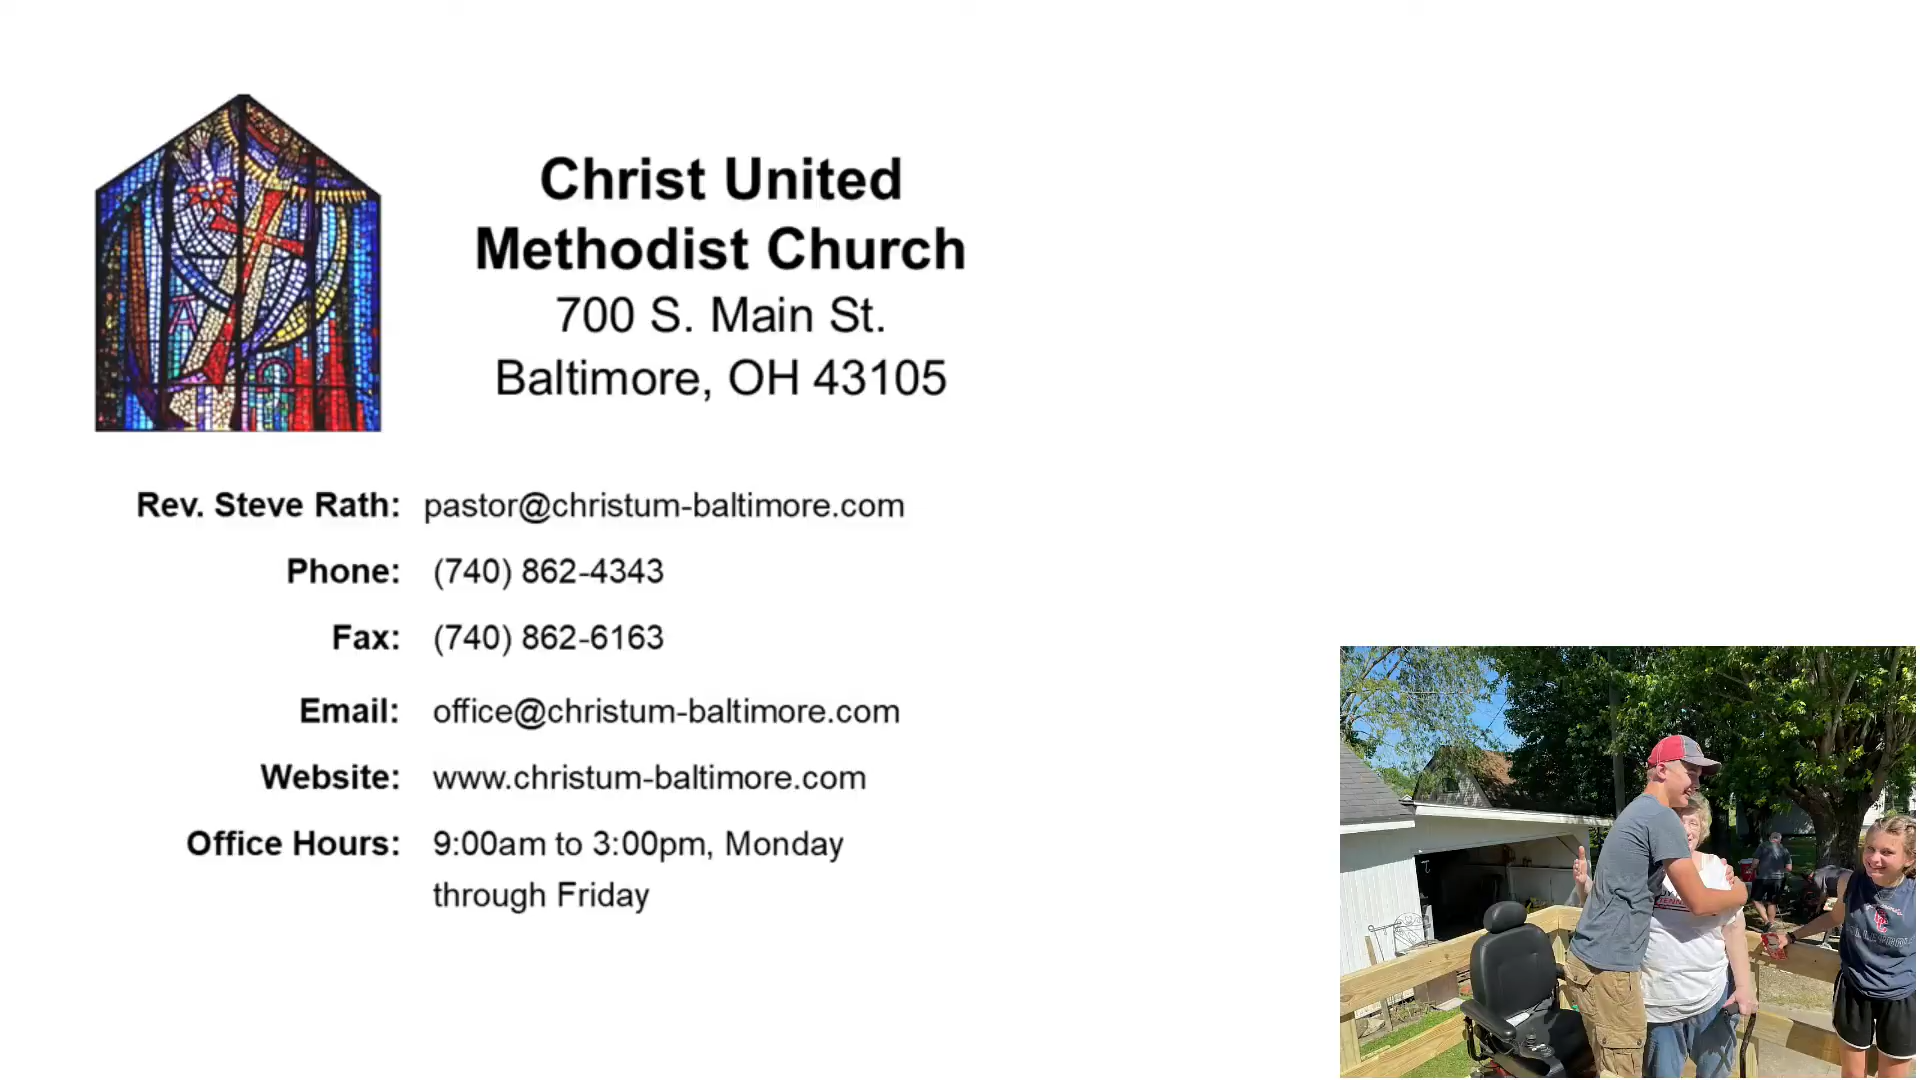 Christ United
Methodist Church
700 S. Main St.
Baltimore, OH 43105
Rev. Steve Rath: pastor@christum-baltimore.com
Phone: (740) 862-4343
Fax: (740) 862-6163
Email: office@christum-baltimore.com
Website: www.christum-baltimore.com
Office Hours: 9:00am to 3:00pm, Monday
through Friday